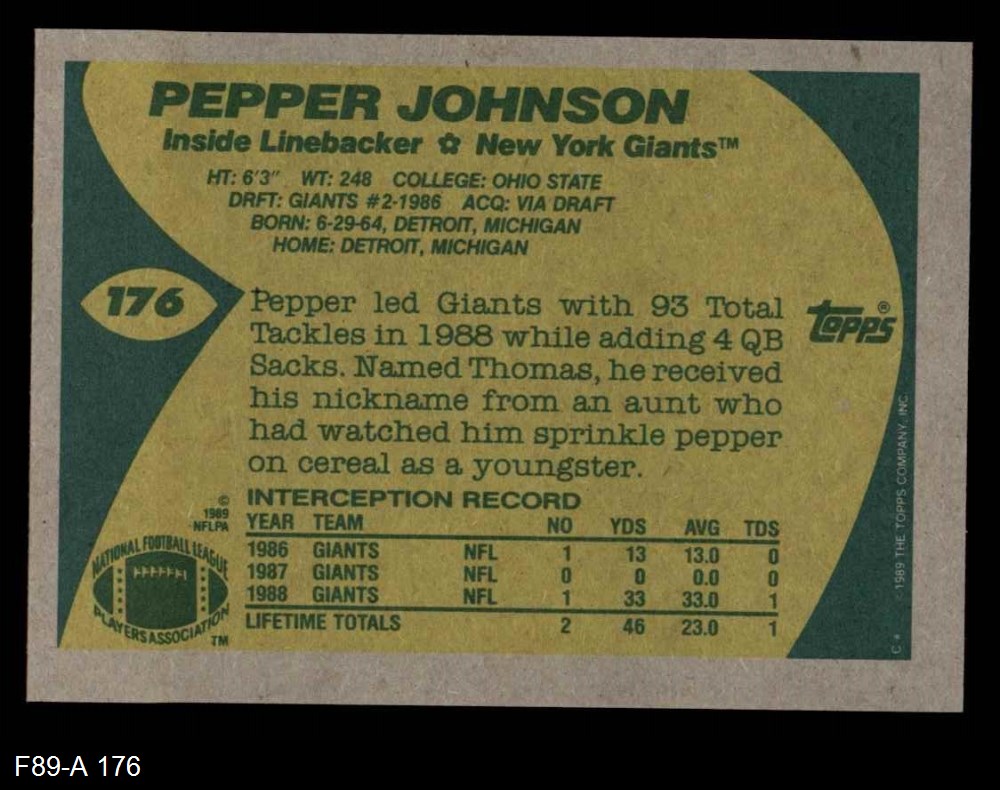 PEPPER JOHNSON
Inside Linebacker ✿ New York Giants™
HT: 6'3" WT: 248 COLLEGE: OHIO STATE
DRFT: GIANTS #2-1986 ACQ: VIA DRAFT
BORN: 6-29-64, DETROIT, MICHIGAN
HOME: DETROIT, MICHIGAN
176
Pepper led Giants with 93 Total
Tackles in 1988 while adding 4 QB
Sacks. Named Thomas, he received
his nickname from an aunt who
had watched him sprinkle pepper
on cereal as a youngster.
topps®
INTERCEPTION RECORD
YEAR TEAM NO YDS AVG TDS
1986 GIANTS NFL 1 13 13.0 0
1987 GIANTS NFL 0 0 0.0 0
1988 GIANTS NFL 1 33 33.0 1
LIFETIME TOTALS 2 46 23.0 1
©
1989
NFLPA
NATIONAL FOOTBALL LEAGUE
PLAYERS ASSOCIATION
TM
C* 1989 THE TOPPS COMPANY, INC.
F89-A 176